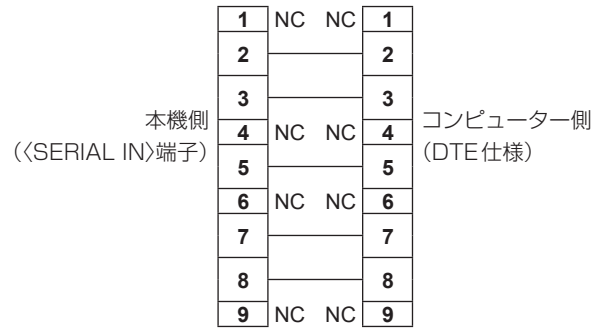 1 NC NC 1
2 2
3 3
本機側
(〈SERIAL IN〉端子)
4 NC NC 4
コンピューター側
(DTE仕様)
5 5
6 NC NC 6
7 7
8 8
9 NC NC 9